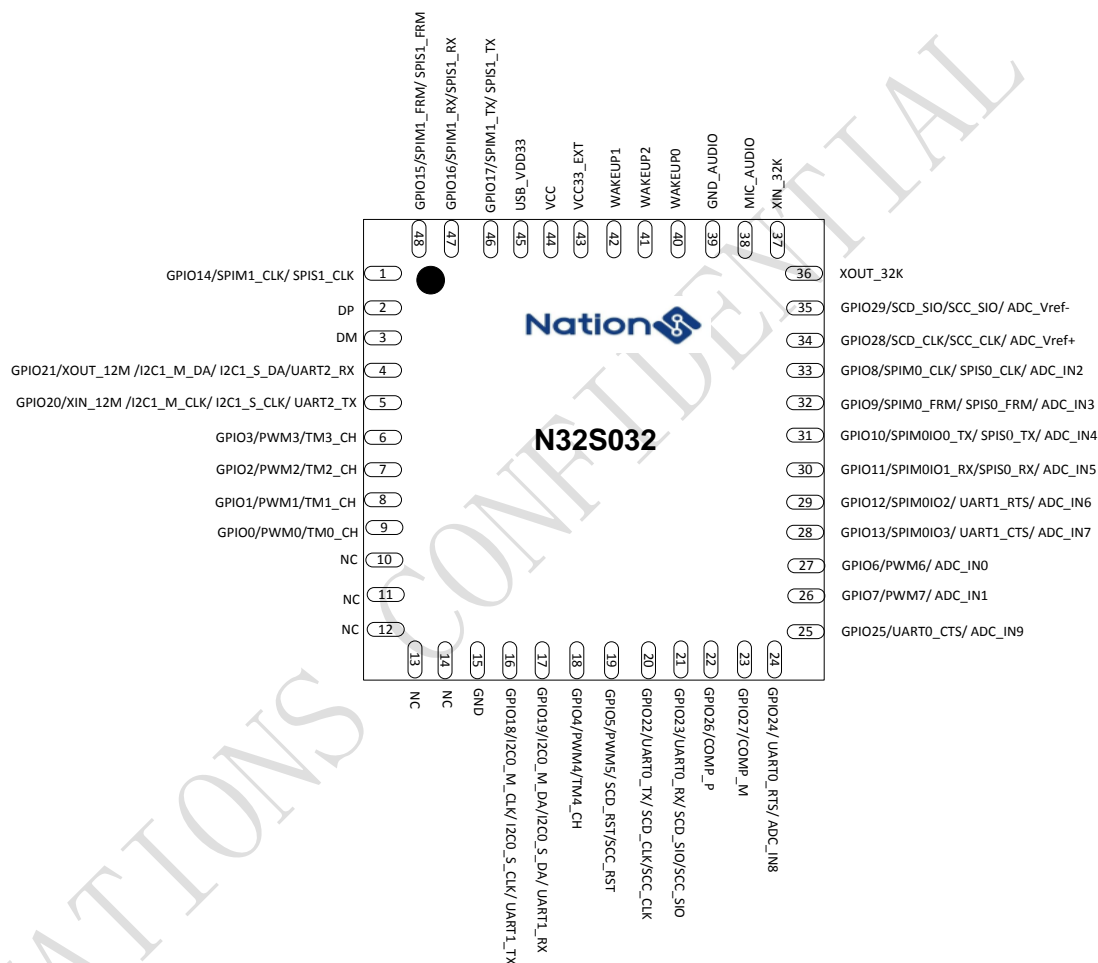 GPIO15/SPIM1_FRM/ SPIS1_FRM
GPIO16/SPIM1_RX/SPIS1_RX
GPIO17/SPIM1_TX/ SPIS1_TX
USB_VDD33
VCC
VCC33_EXT
WAKEUP1
WAKEUP2
WAKEUP0
GND_AUDIO
MIC_AUDIO
XIN_32K
48
47
46
45
44
43
42
41
40
39
38
37
GPIO14/SPIM1_CLK/ SPIS1_CLK
1
DP
2
DM
3
GPIO21/XOUT_12M /I2C1_M_DA/ I2C1_S_DA/UART2_RX
4
GPIO20/XIN_12M /I2C1_M_CLK/ I2C1_S_CLK/ UART2_TX
5
GPIO3/PWM3/TM3_CH
6
GPIO2/PWM2/TM2_CH
7
GPIO1/PWM1/TM1_CH
8
GPIO0/PWM0/TM0_CH
9
NC
10
NC
11
NC
12
Nation
N32S032
36
XOUT_32K
35
GPIO29/SCD_SIO/SCC_SIO/ ADC_Vref-
34
GPIO28/SCD_CLK/SCC_CLK/ ADC_Vref+
33
GPIO8/SPIM0_CLK/ SPIS0_CLK/ ADC_IN2
32
GPIO9/SPIM0_FRM/ SPIS0_FRM/ ADC_IN3
31
GPIO10/SPIM0IO0_TX/ SPIS0_TX/ ADC_IN4
30
GPIO11/SPIM0IO1_RX/SPIS0_RX/ ADC_IN5
29
GPIO12/SPIM0IO2/ UART1_RTS/ ADC_IN6
28
GPIO13/SPIM0IO3/ UART1_CTS/ ADC_IN7
27
GPIO6/PWM6/ ADC_IN0
26
GPIO7/PWM7/ ADC_IN1
25
GPIO25/UART0_CTS/ ADC_IN9
13
14
15
16
17
18
19
20
21
22
23
24
NC
NC
GND
GPIO18/I2C0_M_CLK/ I2C0_S_CLK/ UART1_TX
GPIO19/I2C0_M_DA/I2C0_S_DA/ UART1_RX
GPIO4/PWM4/TM4_CH
GPIO5/PWM5/ SCD_RST/SCC_RST
GPIO22/UART0_TX/ SCD_CLK/SCC_CLK
GPIO23/UART0_RX/ SCD_SIO/SCC_SIO
GPIO26/COMP_P
GPIO27/COMP_M
GPIO24/ UART0_RTS/ ADC_IN8
NATIONS CONFIDENTIAL